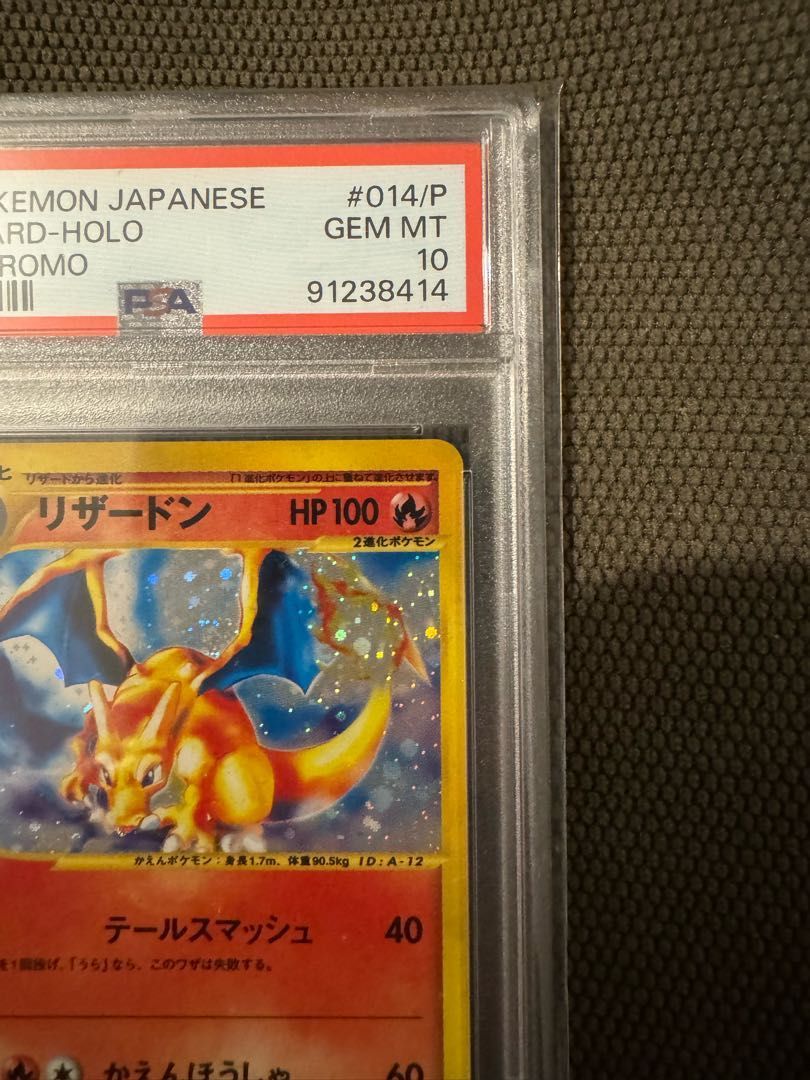 KEMON JAPANESE #014/P
ARD-HOLO GEM MT
ROMO 10
91238414
PSA
リザードから進化 「1進化ポケモン」の上に重ねて進化させます。
リザードン HP100
2進化ポケモン
かえんポケモン：身長1.7m、体重90.5kg ID:A-12
テールスマッシュ 40
を1回投げ、「うら」なら、このワザは失敗する。
かえんほうしゃ 60